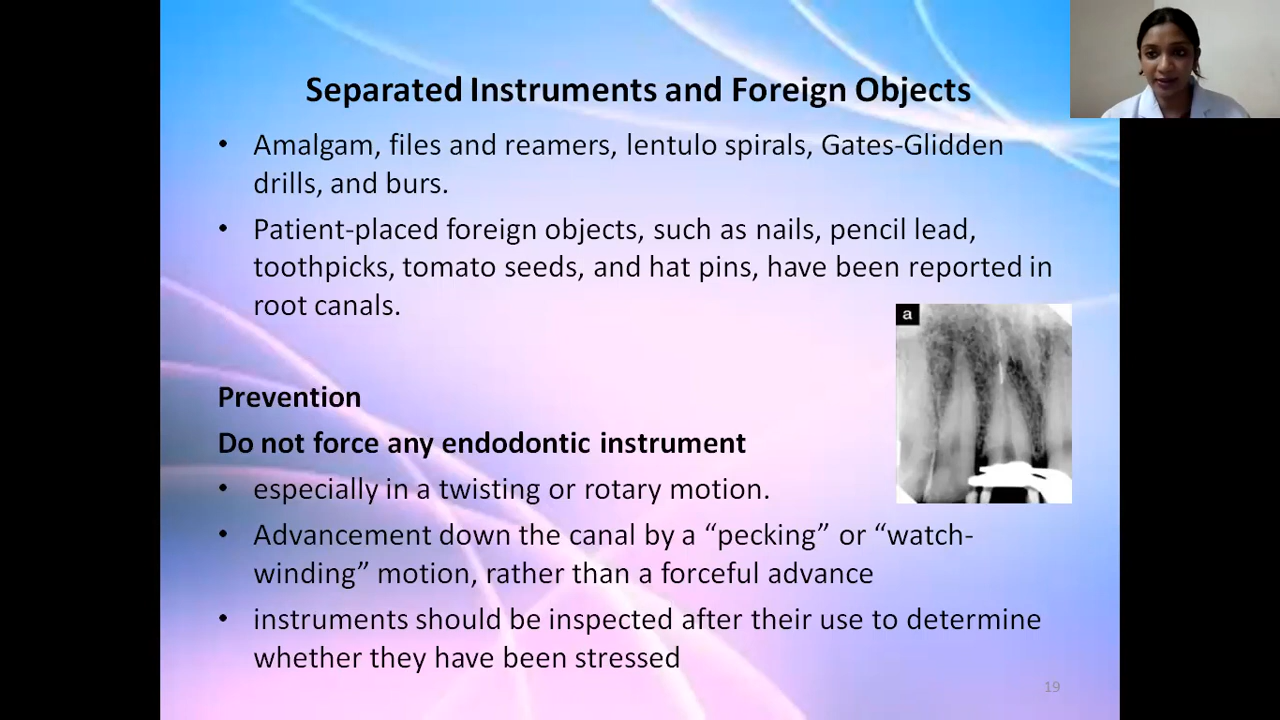 Separated Instruments and Foreign Objects
• Amalgam, files and reamers, lentulo spirals, Gates-Glidden
drills, and burs.
• Patient-placed foreign objects, such as nails, pencil lead,
toothpicks, tomato seeds, and hat pins, have been reported in
root canals.
a
Prevention
Do not force any endodontic instrument
• especially in a twisting or rotary motion.
• Advancement down the canal by a “pecking” or “watch-
winding” motion, rather than a forceful advance
• instruments should be inspected after their use to determine
whether they have been stressed
19